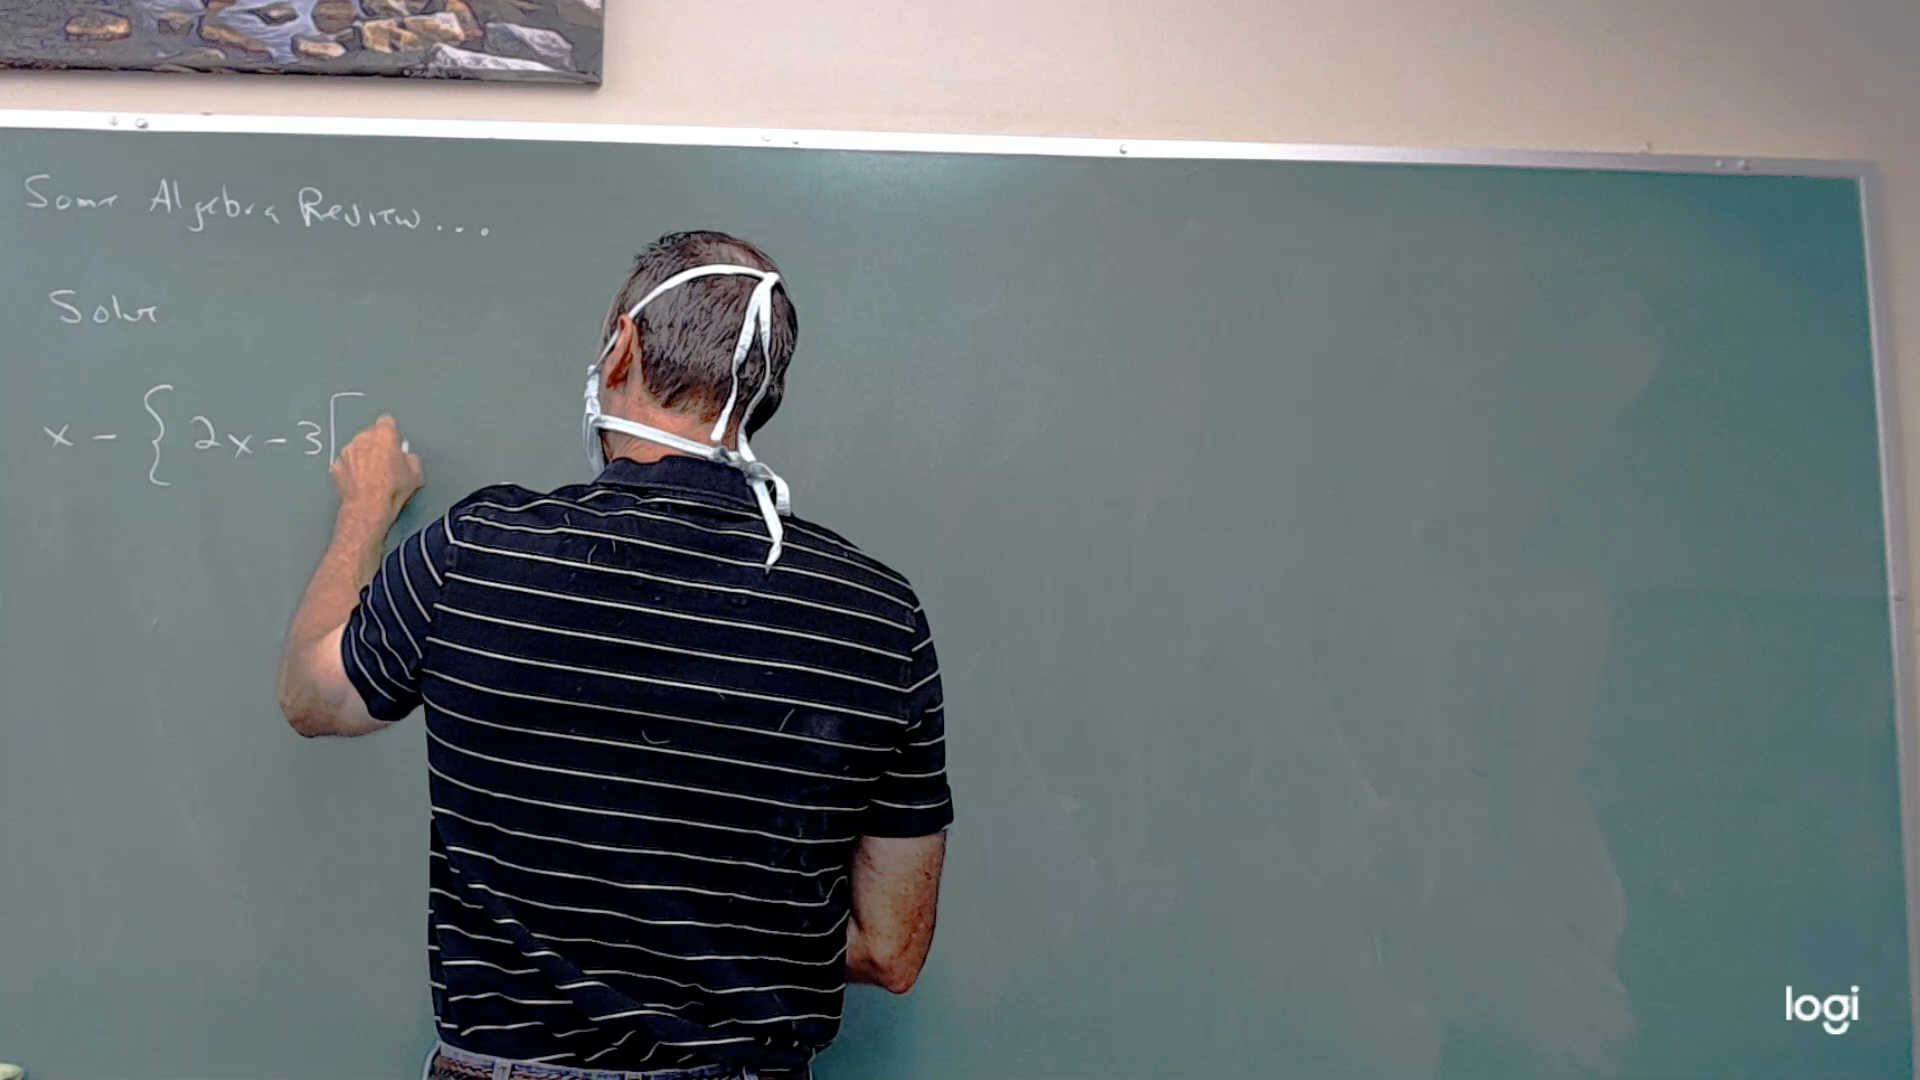 Some Algebra Review...
Solve
x - { 2x - 3 [
logi